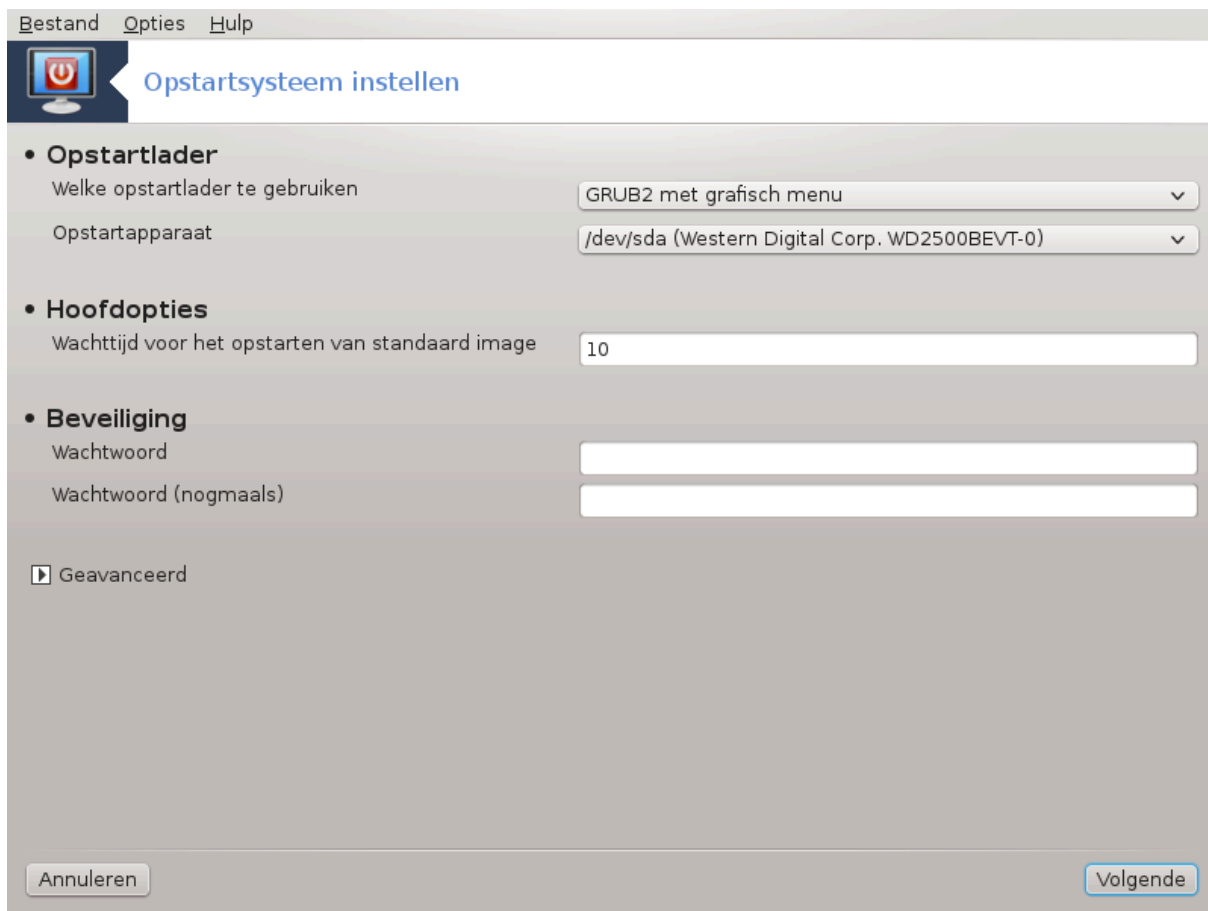 Bestand Opties Hulp
Opstartsysteem instellen
• Opstartlader
Welke opstartlader te gebruiken
GRUB2 met grafisch menu
Opstartapparaat
/dev/sda (Western Digital Corp. WD2500BEVT-0)
• Hoofdopties
Wachttijd voor het opstarten van standaard image
10
• Beveiliging
Wachtwoord
Wachtwoord (nogmaals)
Geavanceerd
Annuleren
Volgende